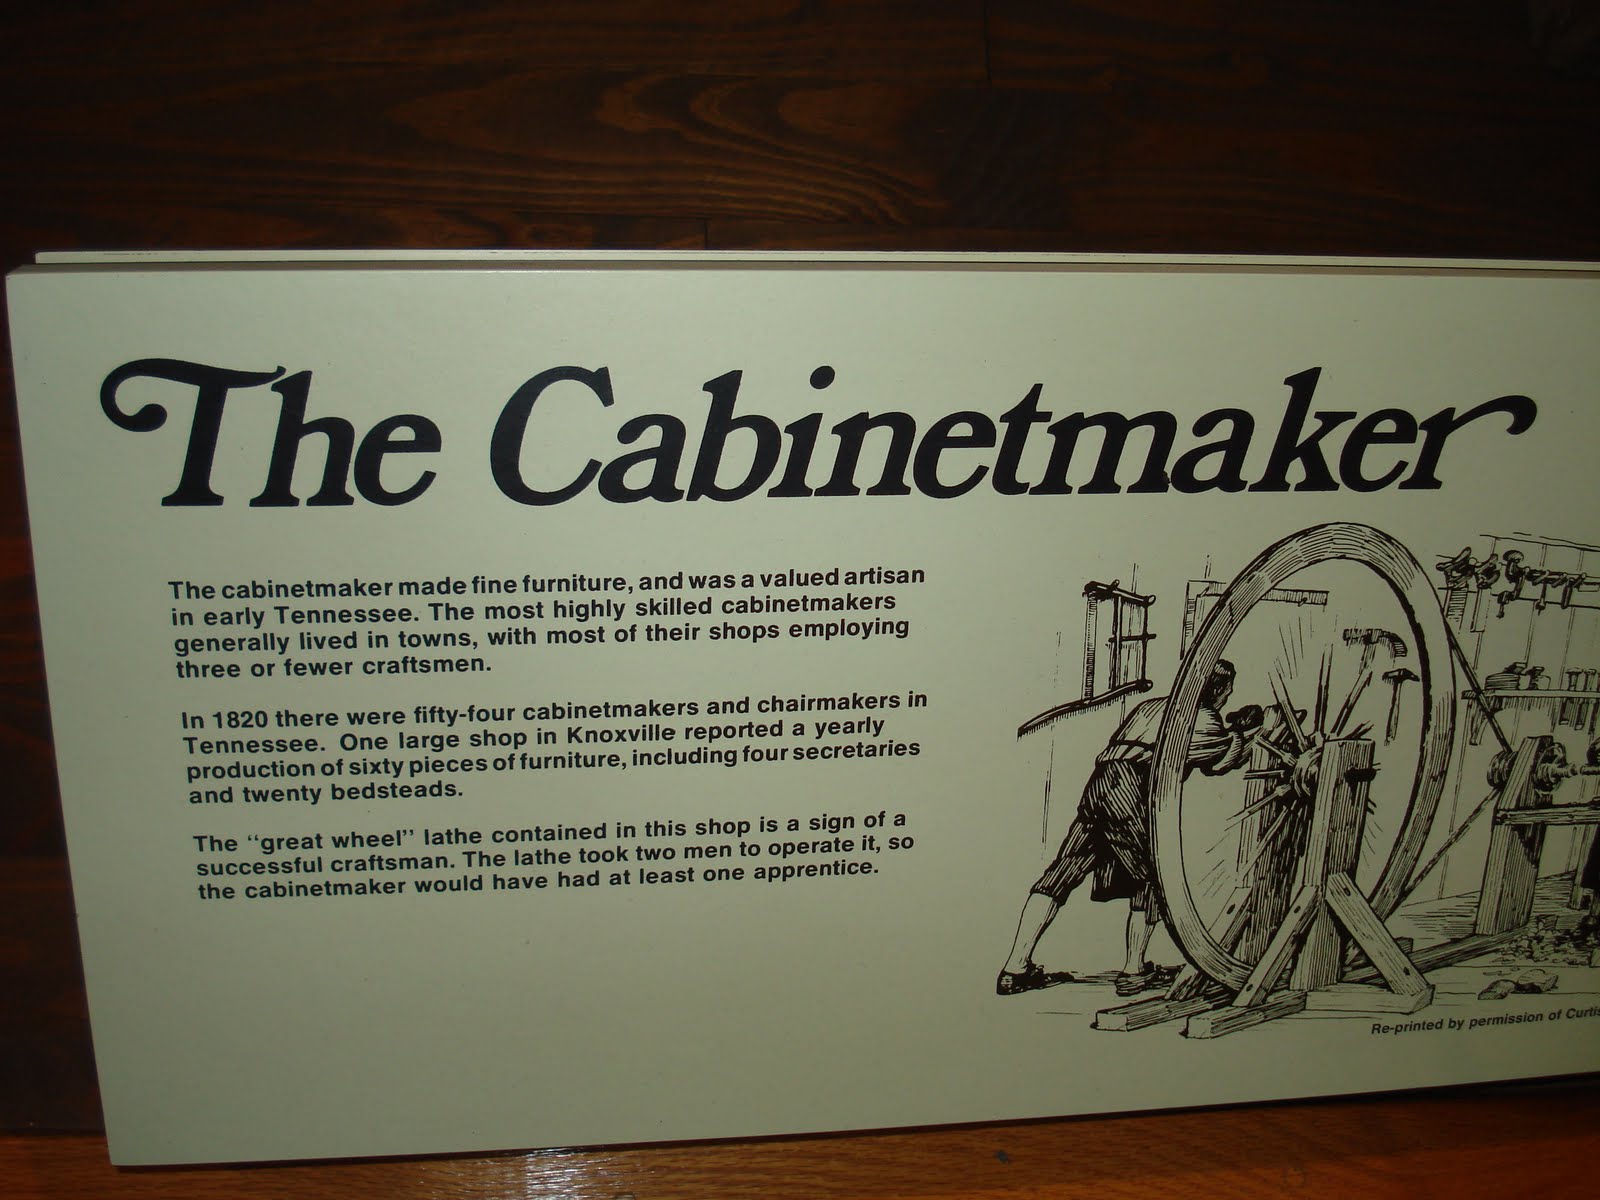 The Cabinetmaker
The cabinetmaker made fine furniture, and was a valued artisan
in early Tennessee. The most highly skilled cabinetmakers
generally lived in towns, with most of their shops employing
three or fewer craftsmen.
In 1820 there were fifty-four cabinetmakers and chairmakers in
Tennessee. One large shop in Knoxville reported a yearly
production of sixty pieces of furniture, including four secretaries
and twenty bedsteads.
The "great wheel" lathe contained in this shop is a sign of a
successful craftsman. The lathe took two men to operate it, so
the cabinetmaker would have had at least one apprentice.
Re-printed by permission of Curtis